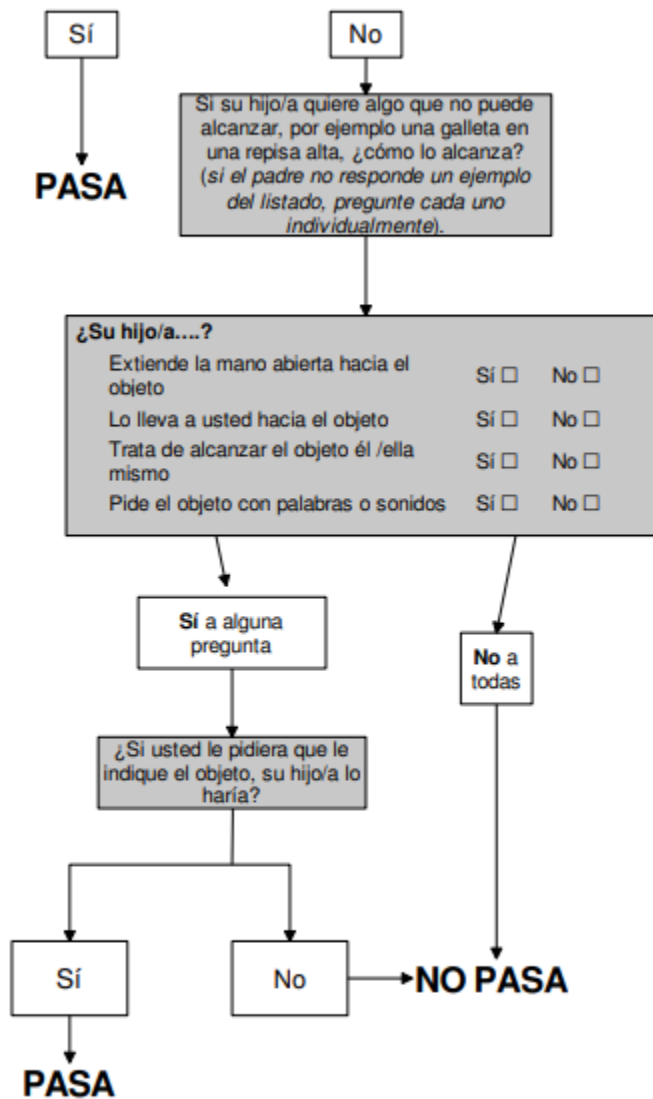 Sí
No
Si su hijo/a quiere algo que no puede
alcanzar, por ejemplo una galleta en
una repisa alta, ¿cómo lo alcanza?
(si el padre no responde un ejemplo
del listado, pregunte cada uno
individualmente).
PASA
¿Su hijo/a....?
Extiende la mano abierta hacia el
objeto
Sí ☐ No ☐
Lo lleva a usted hacia el objeto Sí ☐ No ☐
Trata de alcanzar el objeto él /ella
mismo
Sí ☐ No ☐
Pide el objeto con palabras o sonidos Sí ☐ No ☐
Sí a alguna
pregunta
No a
todas
¿Si usted le pidiera que le
indique el objeto, su hijo/a lo
haría?
Sí
No
NO PASA
PASA